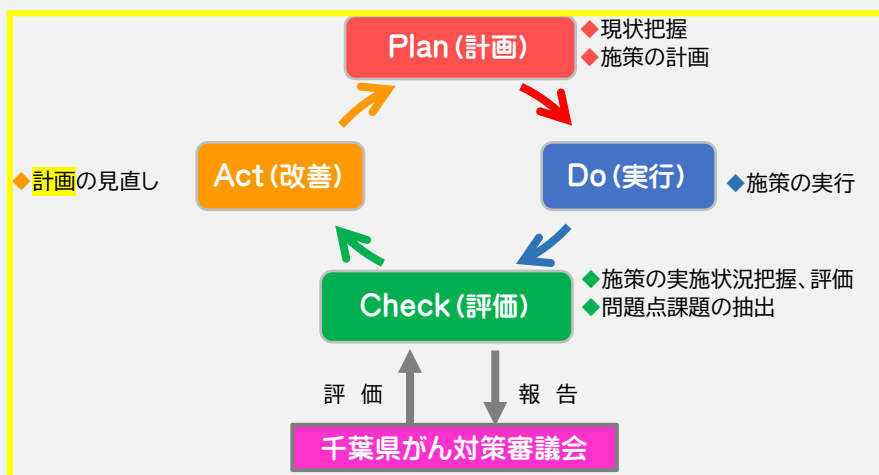 Plan（計画）
◆現状把握
◆施策の計画
Act（改善）
◆計画の見直し
Do（実行）
◆施策の実行
Check（評価）
◆施策の実施状況把握、評価
◆問題点課題の抽出
評 価
報 告
千葉県がん対策審議会